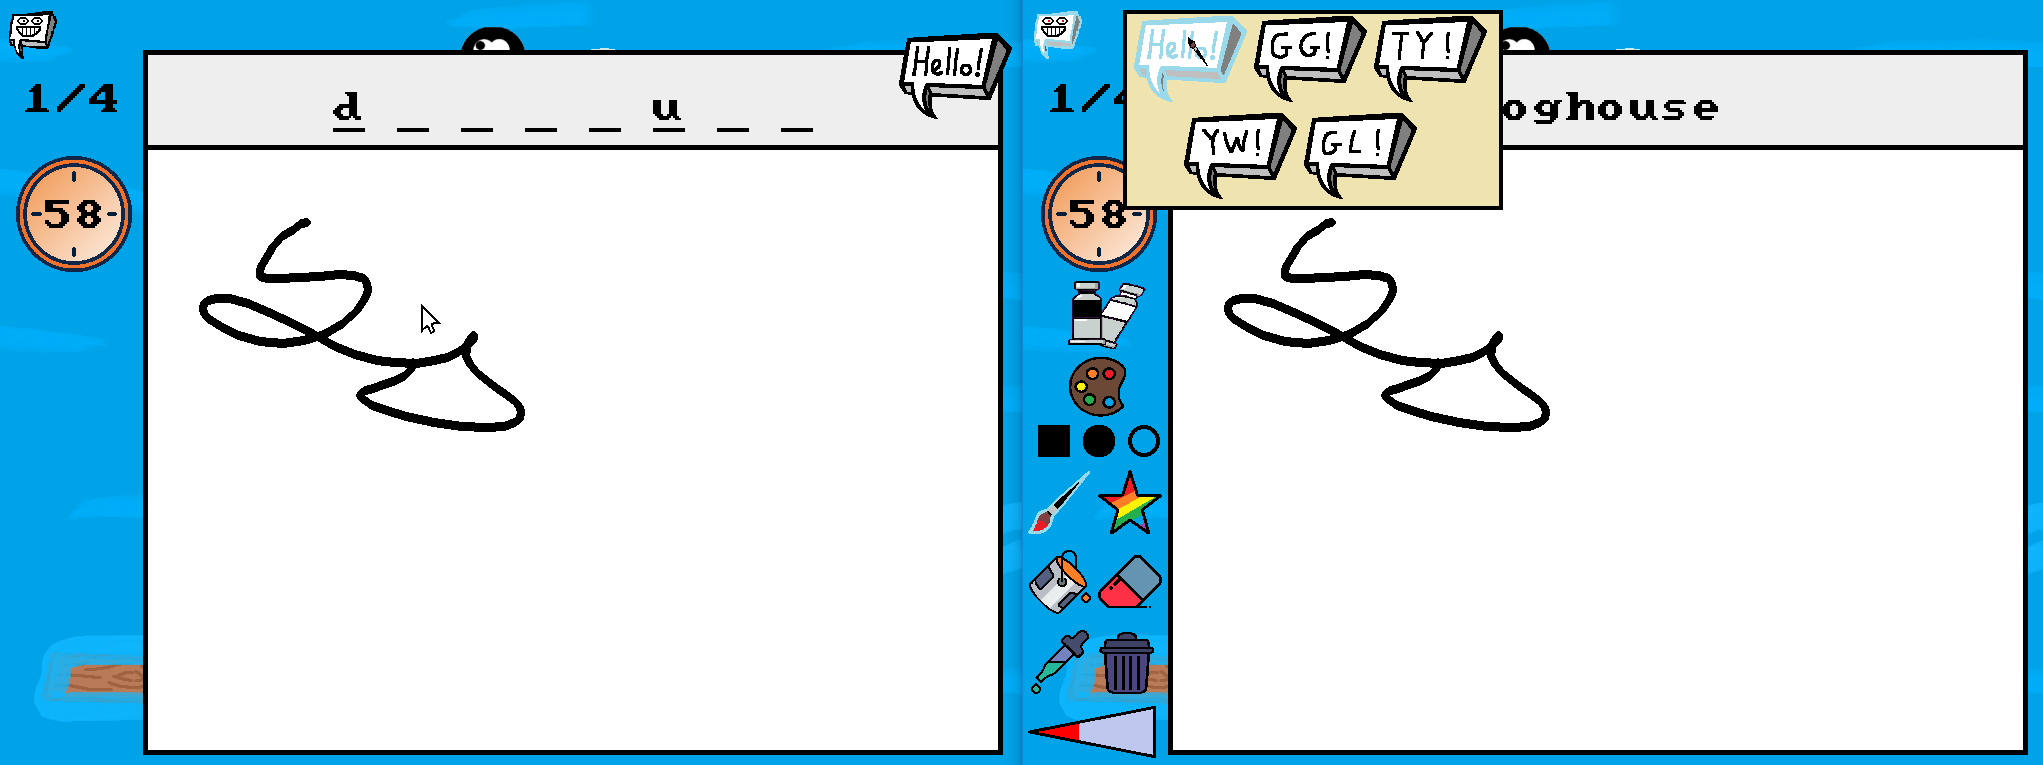 Hello!
1/4
d _ _ _ _ u _ _
58
Hello! GG! TY!
YW! GL!
1/4
oghouse
58